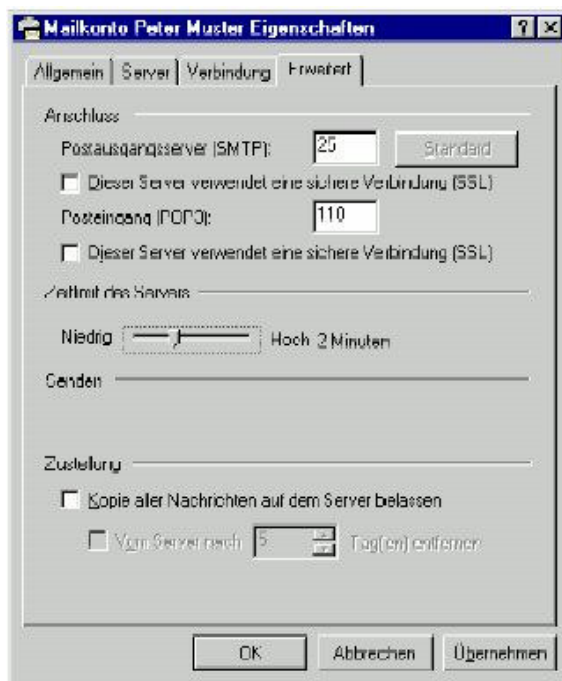 Mailkonto Peter Muster Eigenschaften
Allgemein Server Verbindung Erweitert
Anschluss
Postausgangsserver (SMTP): 25 Standard
Dieser Server verwendet eine sichere Verbindung (SSL)
Posteingang (POP3): 110
Dieser Server verwendet eine sichere Verbindung (SSL)
Zeitlimit des Servers
Niedrig Hoch 2 Minuten
Senden
Zustellung
Kopie aller Nachrichten auf dem Server belassen
Vom Server nach 5 Tag(en) entfernen
OK Abbrechen Übernehmen